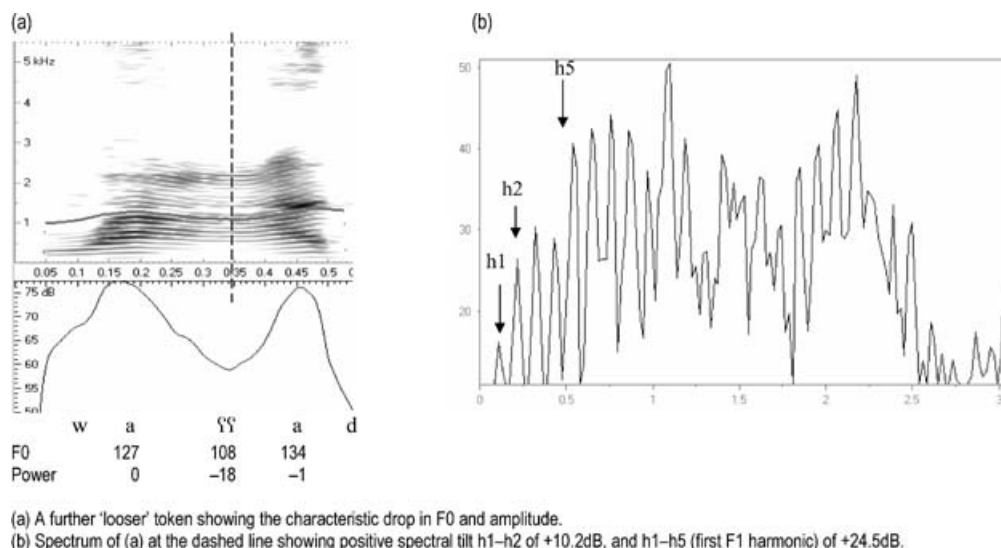 (a)
(b)
5 kHz
4
3
2
1
0.05 0.1 0.15 0.2 0.25 0.3 0.35 0.4 0.45 0.5
75 dB
70
65
60
55
50
w a ʕʕ a d
F0 127 108 134
Power 0 –18 –1
50
40
30
20
h1
h2
h5
0 0.5 1 1.5 2 2.5 3
(a) A further ‘looser’ token showing the characteristic drop in F0 and amplitude.
(b) Spectrum of (a) at the dashed line showing positive spectral tilt h1–h2 of +10.2dB, and h1–h5 (first F1 harmonic) of +24.5dB.